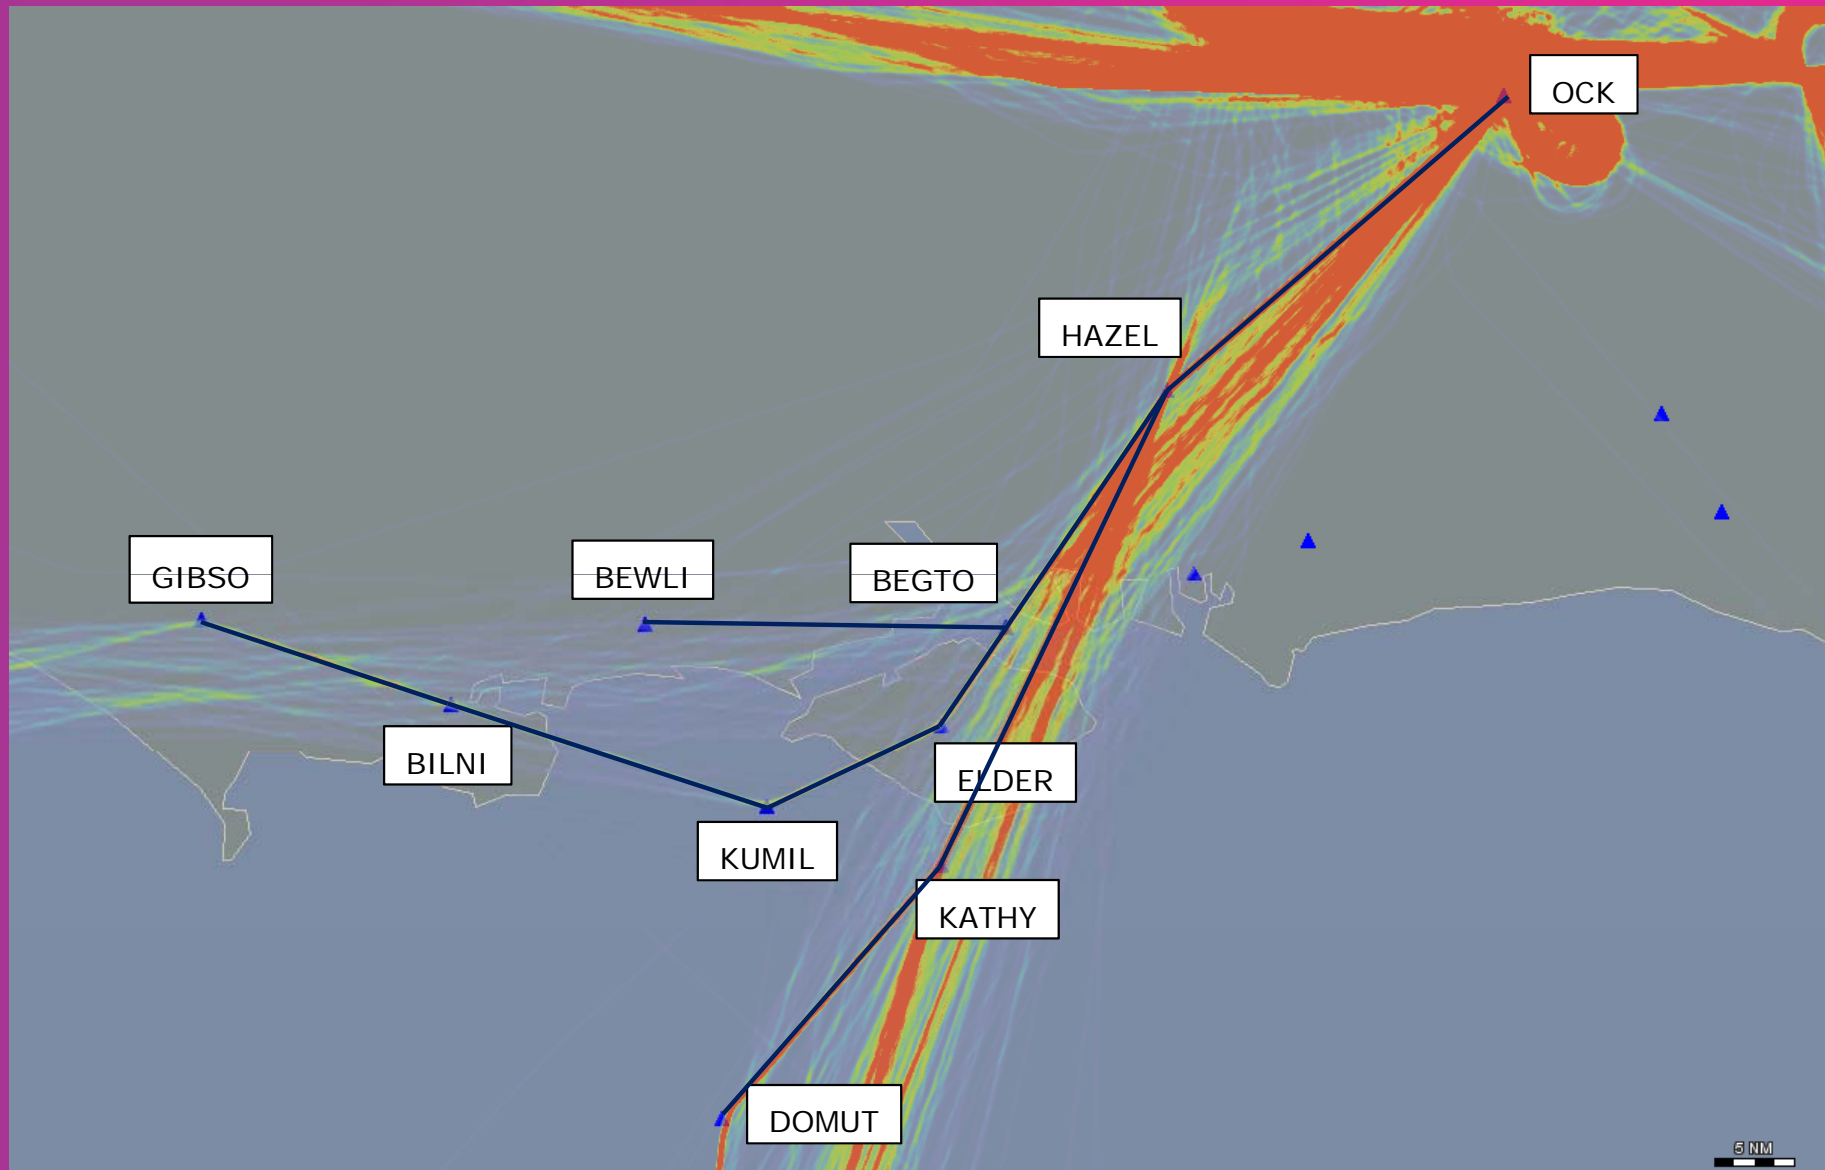 OCK
HAZEL
GIBSO
BEWLI
BEGTO
BILNI
ELDER
KUMIL
KATHY
DOMUT
5 NM